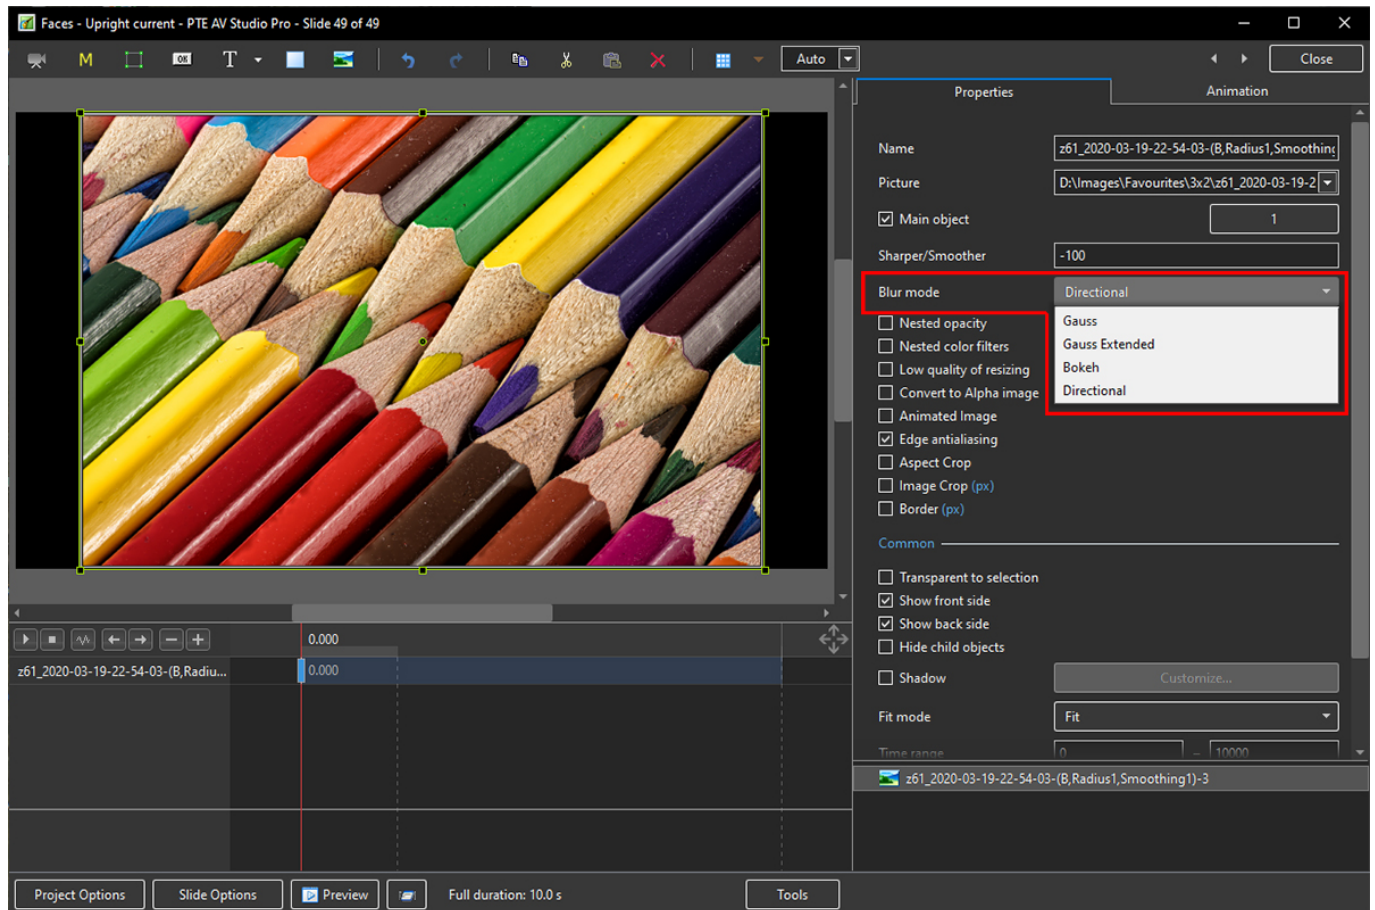 Faces - Upright current - PTE AV Studio Pro - Slide 49 of 49
M OK T Auto Close
Properties Animation
Name z61_2020-03-19-22-54-03-(B,Radius1,Smoothing
Picture D:\Images\Favourites\3x2\z61_2020-03-19-2
Main object 1
Sharper/Smoother -100
Blur mode Directional
Gauss
Gauss Extended
Bokeh
Directional
Nested opacity
Nested color filters
Low quality of resizing
Convert to Alpha image
Animated Image
Edge antialiasing
Aspect Crop
Image Crop (px)
Border (px)
Common
Transparent to selection
Show front side
Show back side
Hide child objects
Shadow Customize...
Fit mode Fit
Time range 0 – 10000
z61_2020-03-19-22-54-03-(B,Radius1,Smoothing1)-3
0.000
z61_2020-03-19-22-54-03-(B,Radiu... 0.000
Project Options Slide Options Preview Full duration: 10.0 s Tools